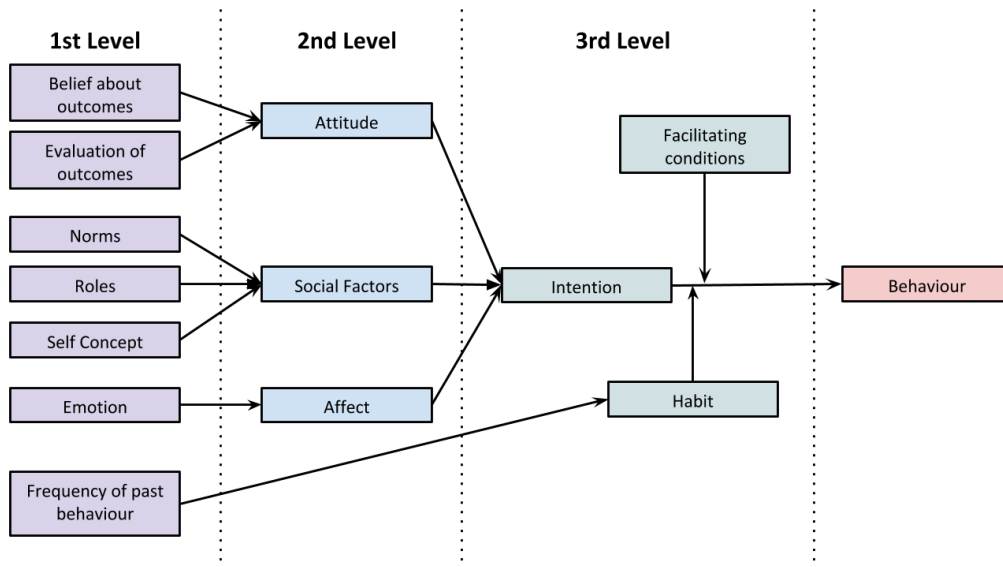 1st Level
2nd Level
3rd Level
Belief about
outcomes
Evaluation of
outcomes
Norms
Roles
Self Concept
Emotion
Frequency of past
behaviour
Attitude
Social Factors
Affect
Facilitating
conditions
Intention
Habit
Behaviour